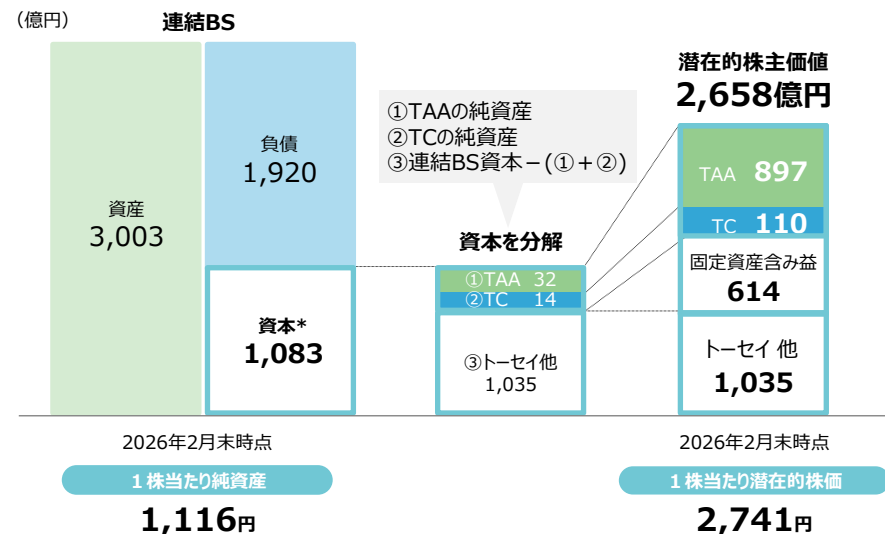 （億円）
連結BS
資産
3,003
負債
1,920
資本*
1,083
①TAAの純資産
②TCの純資産
③連結BS資本－(①＋②)
資本を分解
①TAA 32
②TC 14
③トーセイ他
1,035
潜在的株主価値
2,658億円
TAA 897
TC 110
固定資産含み益
614
トーセイ 他
1,035
2026年2月末時点
1株当たり純資産
1,116円
2026年2月末時点
1株当たり潜在的株価
2,741円